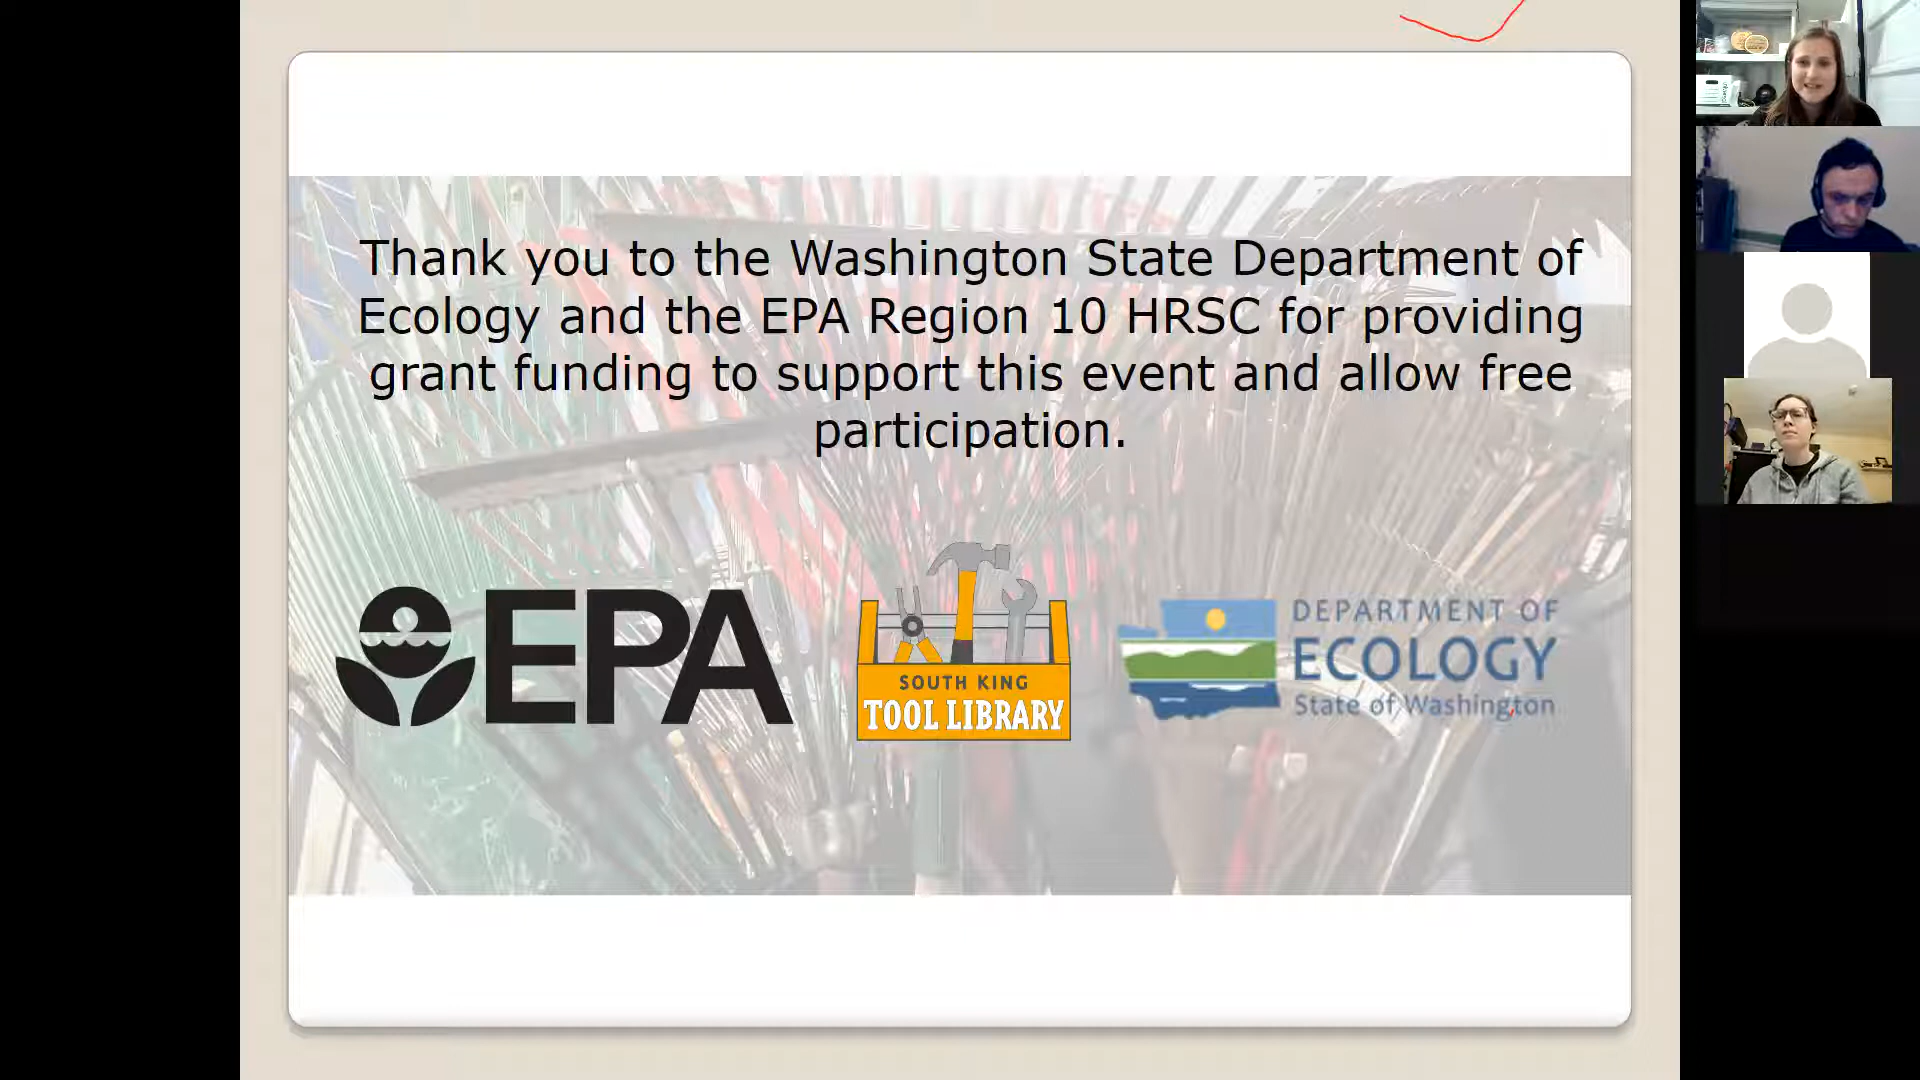 Thank you to the Washington State Department of
Ecology and the EPA Region 10 HRSC for providing
grant funding to support this event and allow free
participation.
EPA
SOUTH KING
TOOL LIBRARY
DEPARTMENT OF
ECOLOGY
State of Washington